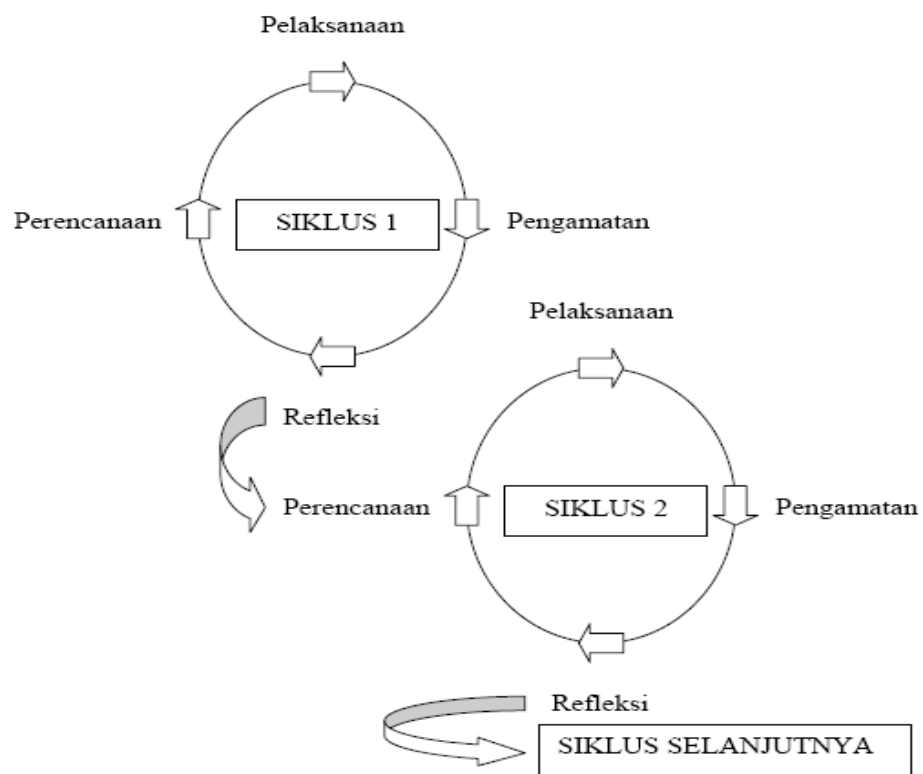 Pelaksanaan
Perencanaan
SIKLUS 1
Pengamatan
Refleksi
Pelaksanaan
Perencanaan
SIKLUS 2
Pengamatan
Refleksi
SIKLUS SELANJUTNYA